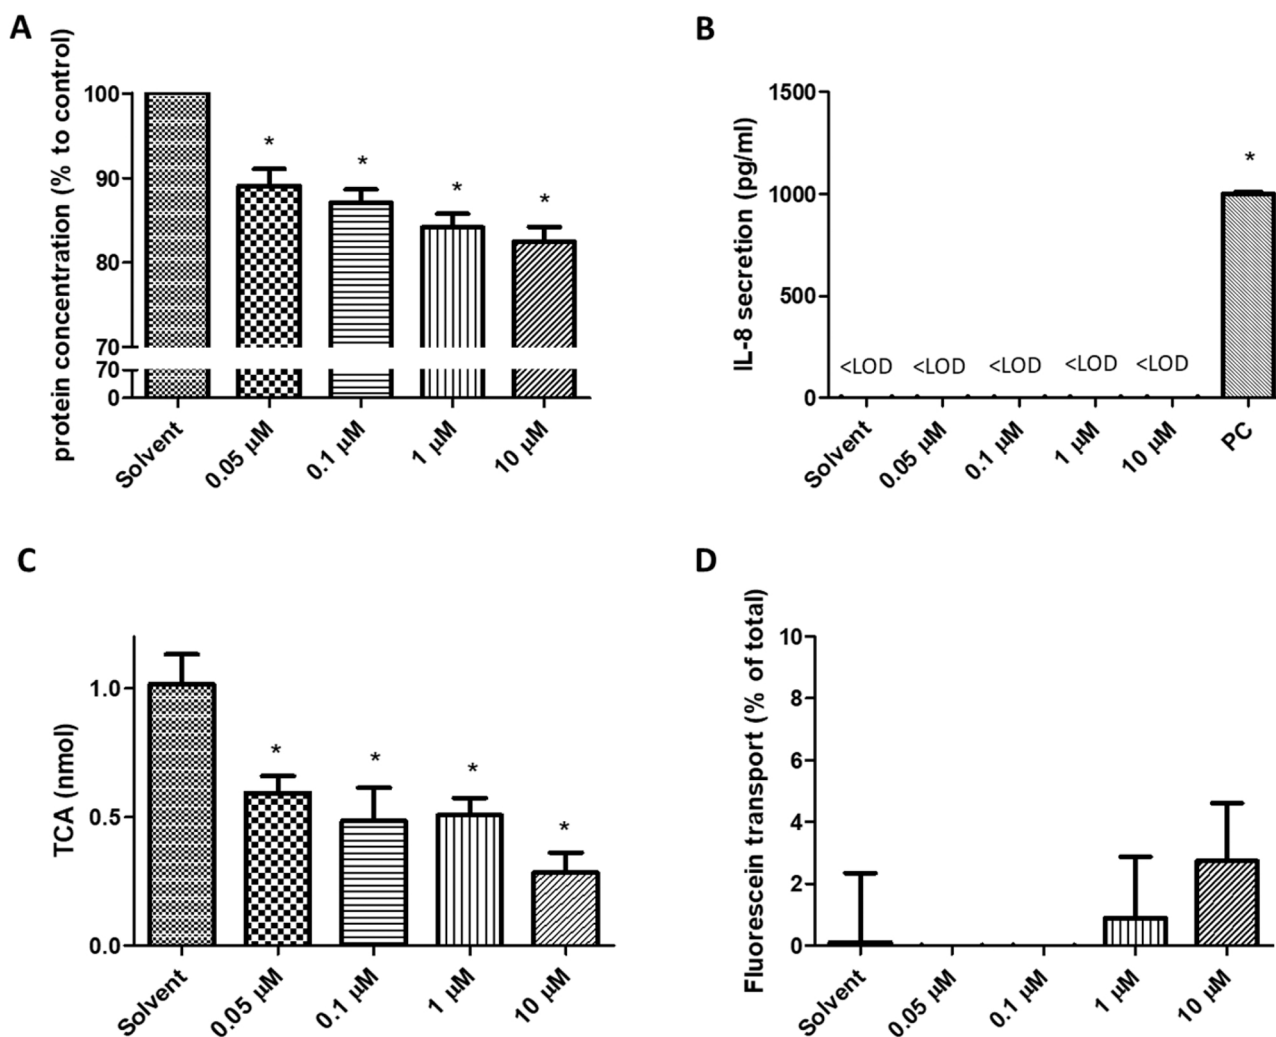 A
protein concentration (% to control)
100
90
80
70
70
0
*
*
*
*
Solvent
0.05 µM
0.1 µM
1 µM
10 µM
B
IL-8 secretion (pg/ml)
1500
1000
500
0
<LOD
<LOD
<LOD
<LOD
<LOD
*
Solvent
0.05 µM
0.1 µM
1 µM
10 µM
PC
C
TCA (nmol)
1.0
0.5
0.0
*
*
*
*
Solvent
0.05 µM
0.1 µM
1 µM
10 µM
D
Fluorescein transport (% of total)
10
8
6
4
2
0
Solvent
0.05 µM
0.1 µM
1 µM
10 µM